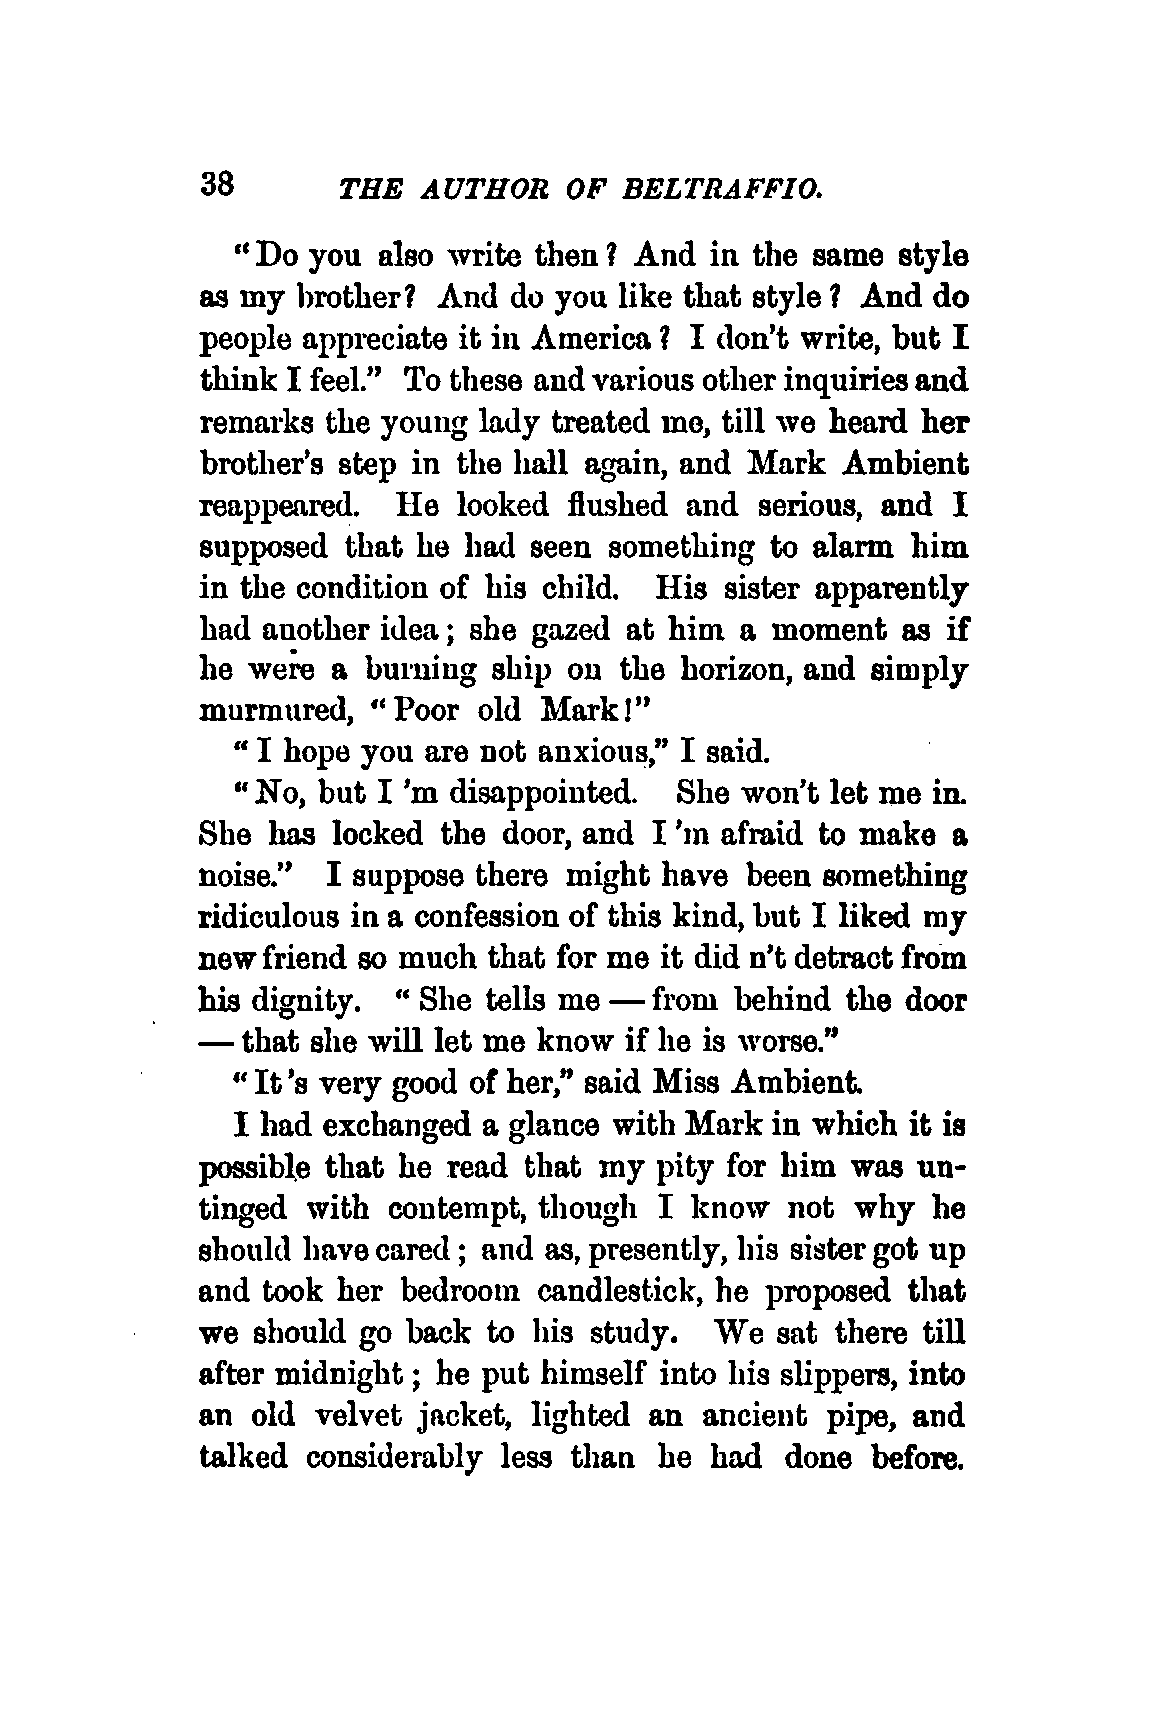 38 THE AUTHOR OF BELTRAFFIO.
"Do you also write then? And in the same style
as my brother? And do you like that style? And do
people appreciate it in America? I don't write, but I
think I feel." To these and various other inquiries and
remarks the young lady treated me, till we heard her
brother's step in the hall again, and Mark Ambient
reappeared. He looked flushed and serious, and I
supposed that he had seen something to alarm him
in the condition of his child. His sister apparently
had another idea; she gazed at him a moment as if
he were a burning ship on the horizon, and simply
murmured, "Poor old Mark!"
"I hope you are not anxious," I said.
"No, but I 'm disappointed. She won't let me in.
She has locked the door, and I 'm afraid to make a
noise." I suppose there might have been something
ridiculous in a confession of this kind, but I liked my
new friend so much that for me it did n't detract from
his dignity. "She tells me — from behind the door
— that she will let me know if he is worse."
"It 's very good of her," said Miss Ambient.
I had exchanged a glance with Mark in which it is
possible that he read that my pity for him was un-
tinged with contempt, though I know not why he
should have cared; and as, presently, his sister got up
and took her bedroom candlestick, he proposed that
we should go back to his study. We sat there till
after midnight; he put himself into his slippers, into
an old velvet jacket, lighted an ancient pipe, and
talked considerably less than he had done before.